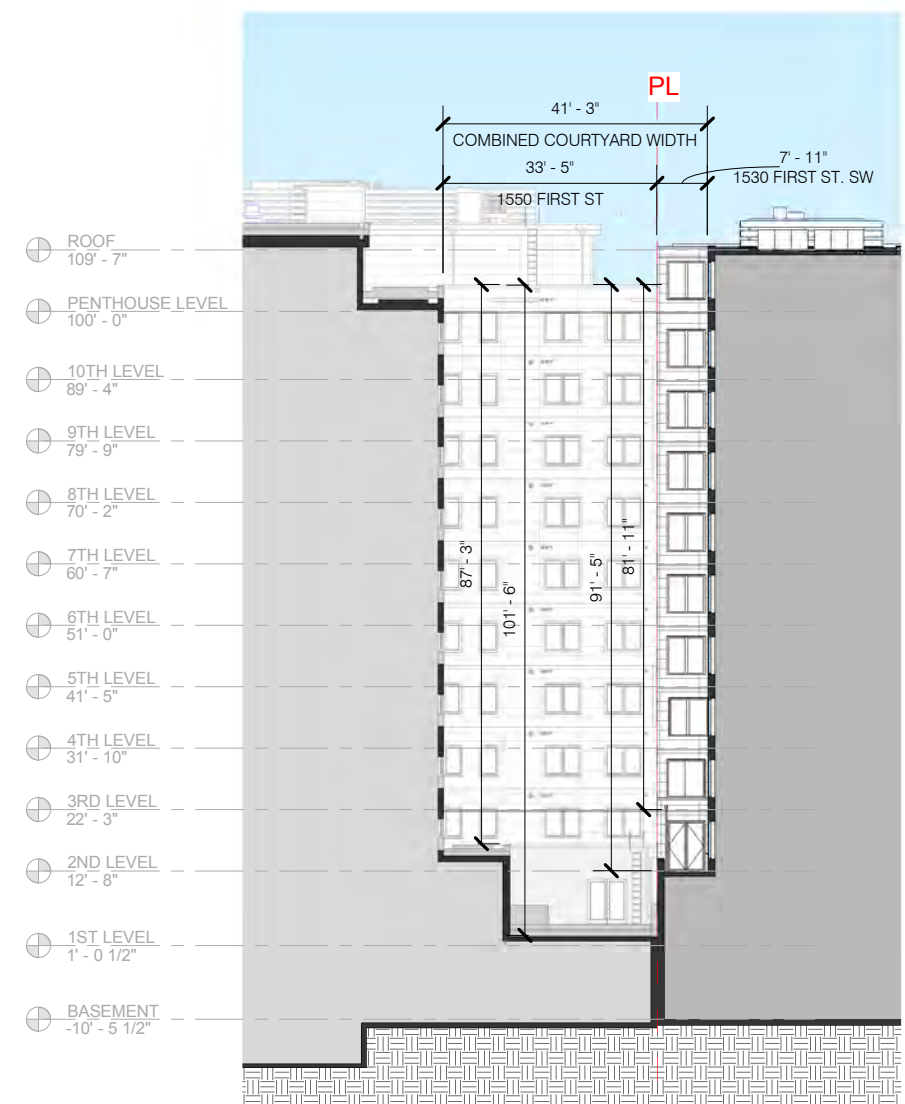 PL
41' - 3"
COMBINED COURTYARD WIDTH
33' - 5"
1550 FIRST ST
7' - 11"
1530 FIRST ST. SW
ROOF
109' - 7"
PENTHOUSE LEVEL
100' - 0"
10TH LEVEL
89' - 4"
9TH LEVEL
79' - 9"
8TH LEVEL
70' - 2"
7TH LEVEL
60' - 7"
6TH LEVEL
51' - 0"
5TH LEVEL
41' - 5"
4TH LEVEL
31' - 10"
3RD LEVEL
22' - 3"
2ND LEVEL
12' - 8"
1ST LEVEL
1' - 0 1/2"
BASEMENT
-10' - 5 1/2"
87' - 3"
101' - 6"
91' - 5"
81' - 11"